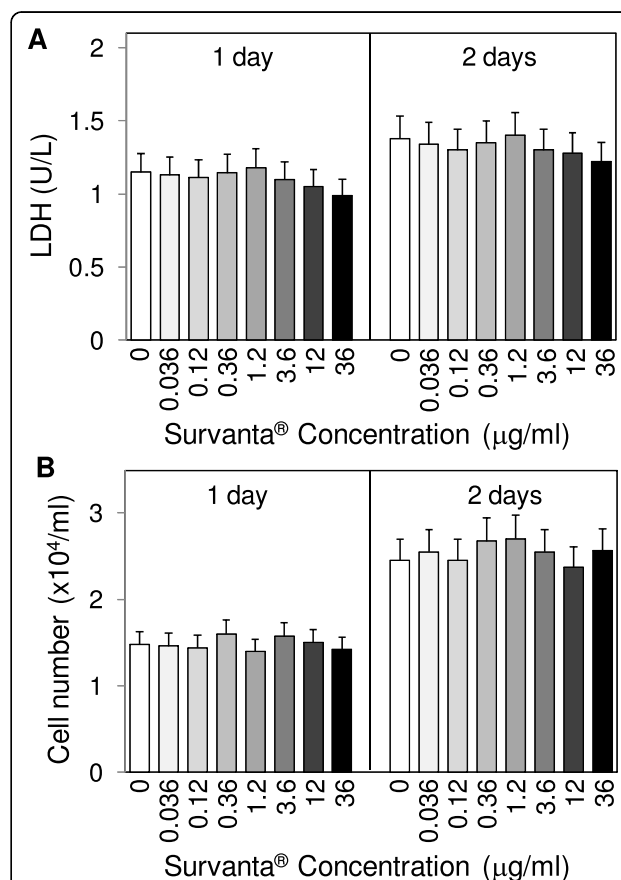 A
1 day
2 days
2
1.5
1
0.5
0
LDH (U/L)
0 0.036 0.12 0.36 1.2 3.6 12 36 0 0.036 0.12 0.36 1.2 3.6 12 36
Survanta® Concentration (μg/ml)
B
1 day
2 days
3
2
1
0
Cell number (x10⁴/ml)
0 0.036 0.12 0.36 1.2 3.6 12 36 0 0.036 0.12 0.36 1.2 3.6 12 36
Survanta® Concentration (μg/ml)